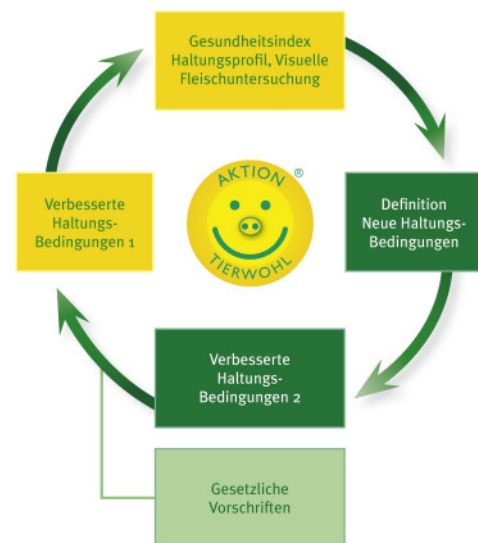 Gesundheitsindex
Haltungsprofil, Visuelle
Fleischuntersuchung
AKTION ®
TIERWOHL
Verbesserte
Haltungs-
Bedingungen 1
Definition
Neue Haltungs-
Bedingungen
Verbesserte
Haltungs-
Bedingungen 2
Gesetzliche
Vorschriften